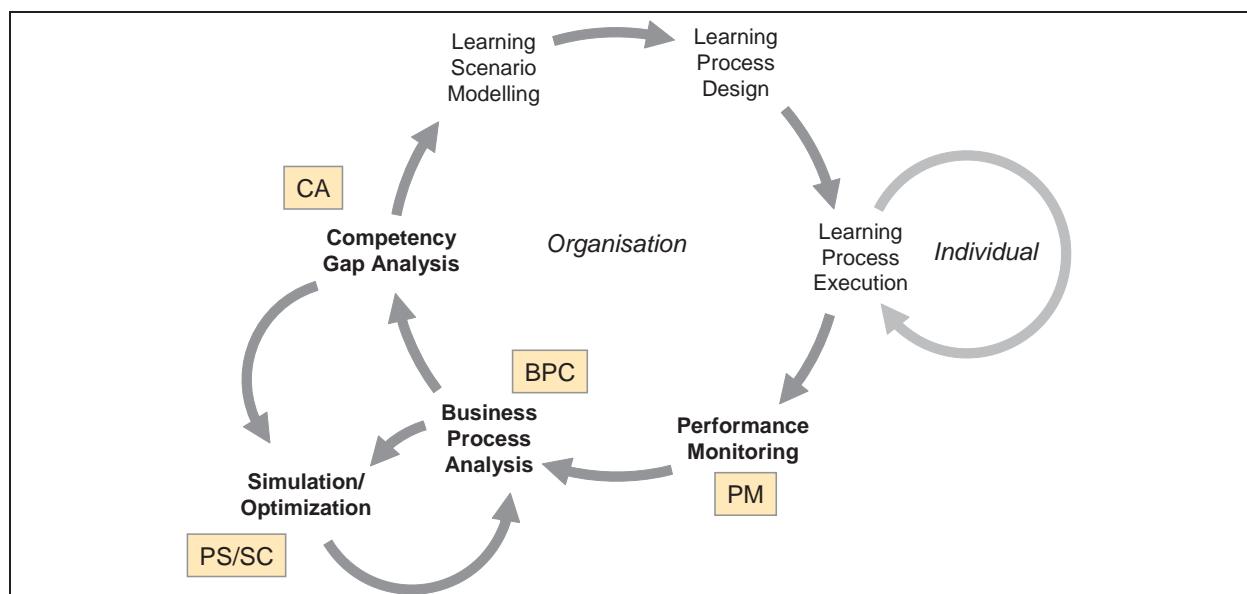 Learning
Scenario
Modelling
Learning
Process
Design
CA
Competency
Gap Analysis
Organisation
Learning
Process
Execution
Individual
BPC
Business
Process
Analysis
Performance
Monitoring
PM
Simulation/
Optimization
PS/SC